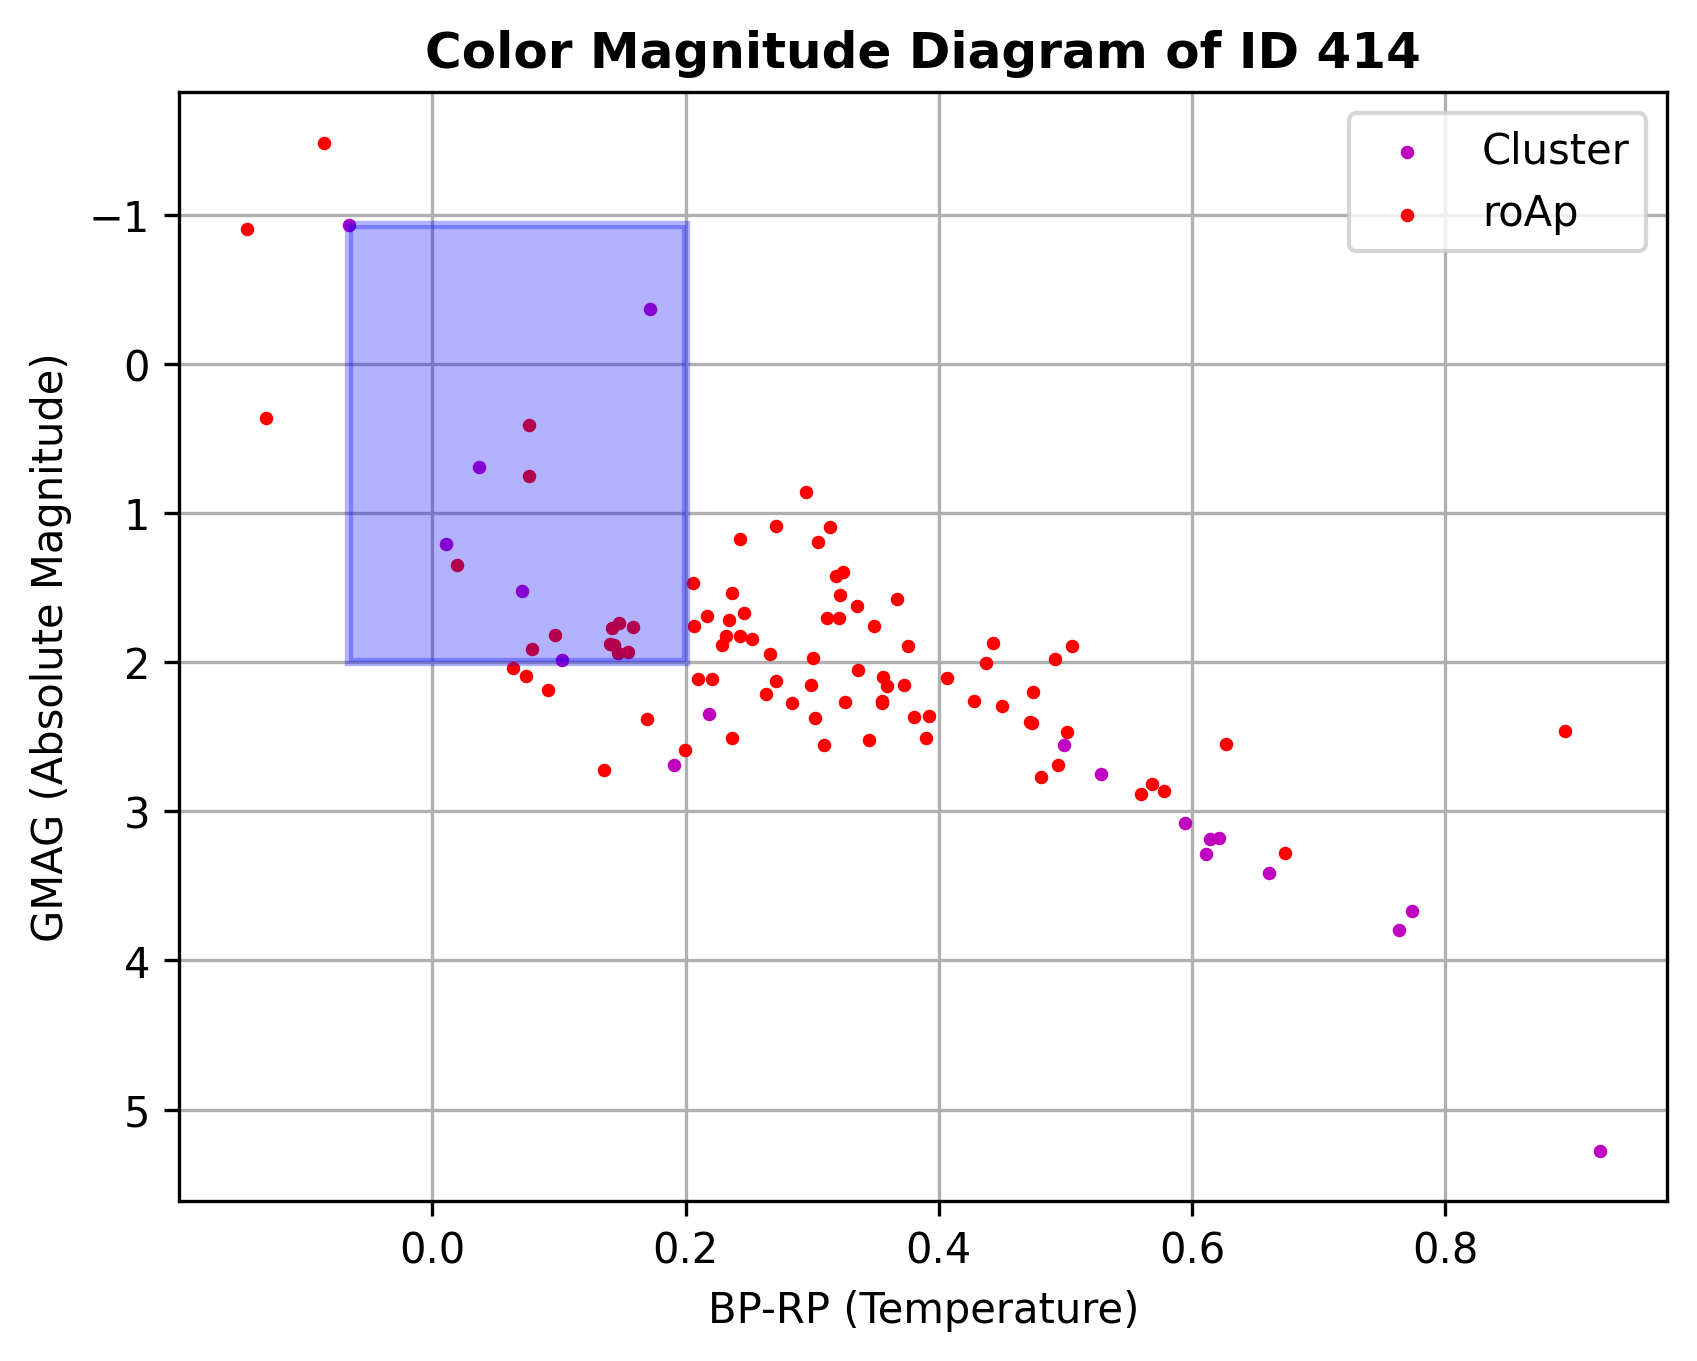 Color Magnitude Diagram of ID 414
Cluster
roAp
GMAG (Absolute Magnitude)
−1
0
1
2
3
4
5
0.0 0.2 0.4 0.6 0.8
BP-RP (Temperature)